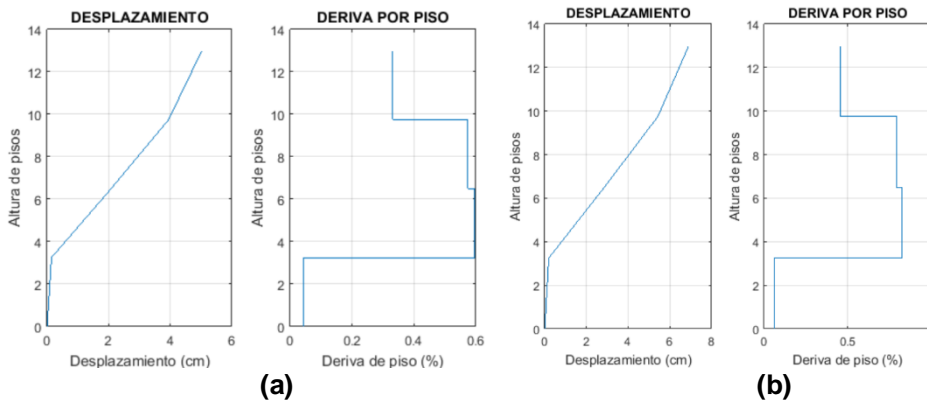 DESPLAZAMIENTO
14
12
10
8
6
4
2
0
Altura de pisos
0 2 4 6
Desplazamiento (cm)
DERIVA POR PISO
14
12
10
8
6
4
2
0
Altura de pisos
0 0.2 0.4 0.6
Deriva de piso (%)
(a)
DESPLAZAMIENTO
14
12
10
8
6
4
2
0
Altura de pisos
0 2 4 6 8
Desplazamiento (cm)
DERIVA POR PISO
14
12
10
8
6
4
2
0
Altura de pisos
0 0.5
Deriva de piso (%)
(b)